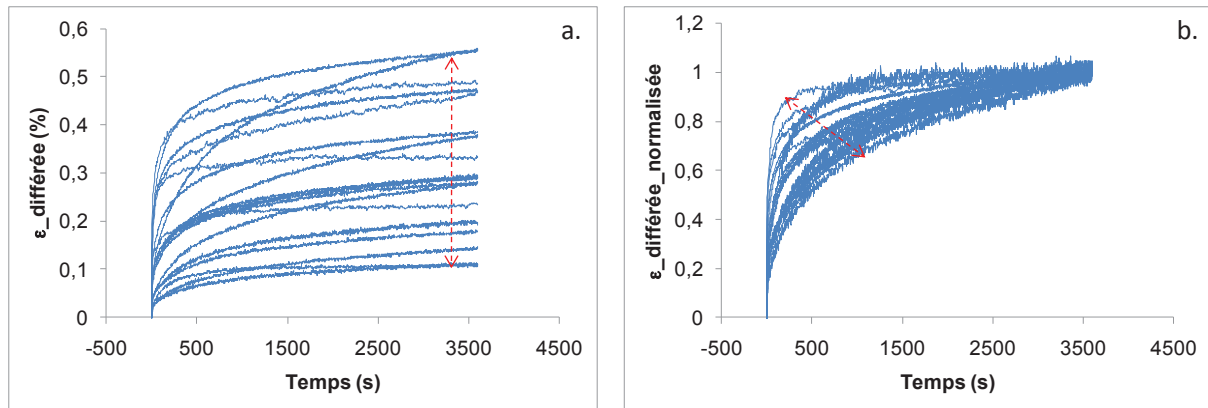 a.
0,6
0,5
0,4
0,3
0,2
0,1
0
-500 500 1500 2500 3500 4500
ε_différée (%)
Temps (s)
b.
1,2
1
0,8
0,6
0,4
0,2
0
-500 500 1500 2500 3500 4500
ε_différée_normalisée
Temps (s)